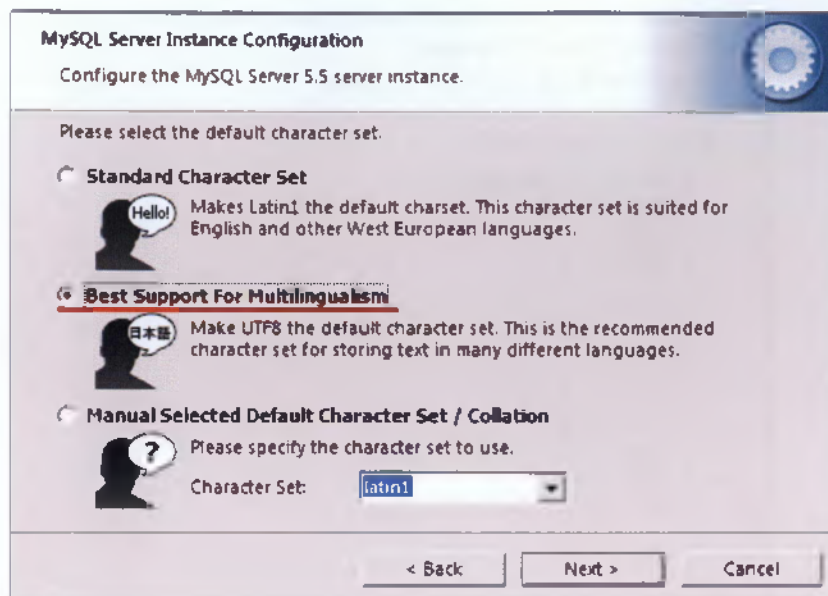 MySQL Server Instance Configuration
Configure the MySQL Server 5.5 server instance.
Please select the default character set.
Standard Character Set
Hello!
Makes Latin1 the default charset. This character set is suited for
English and other West European languages.
Best Support For Multilingualism
日本語
Make UTF8 the default character set. This is the recommended
character set for storing text in many different languages.
Manual Selected Default Character Set / Collation
?
Please specify the character set to use.
Character Set: latin1
< Back Next > Cancel